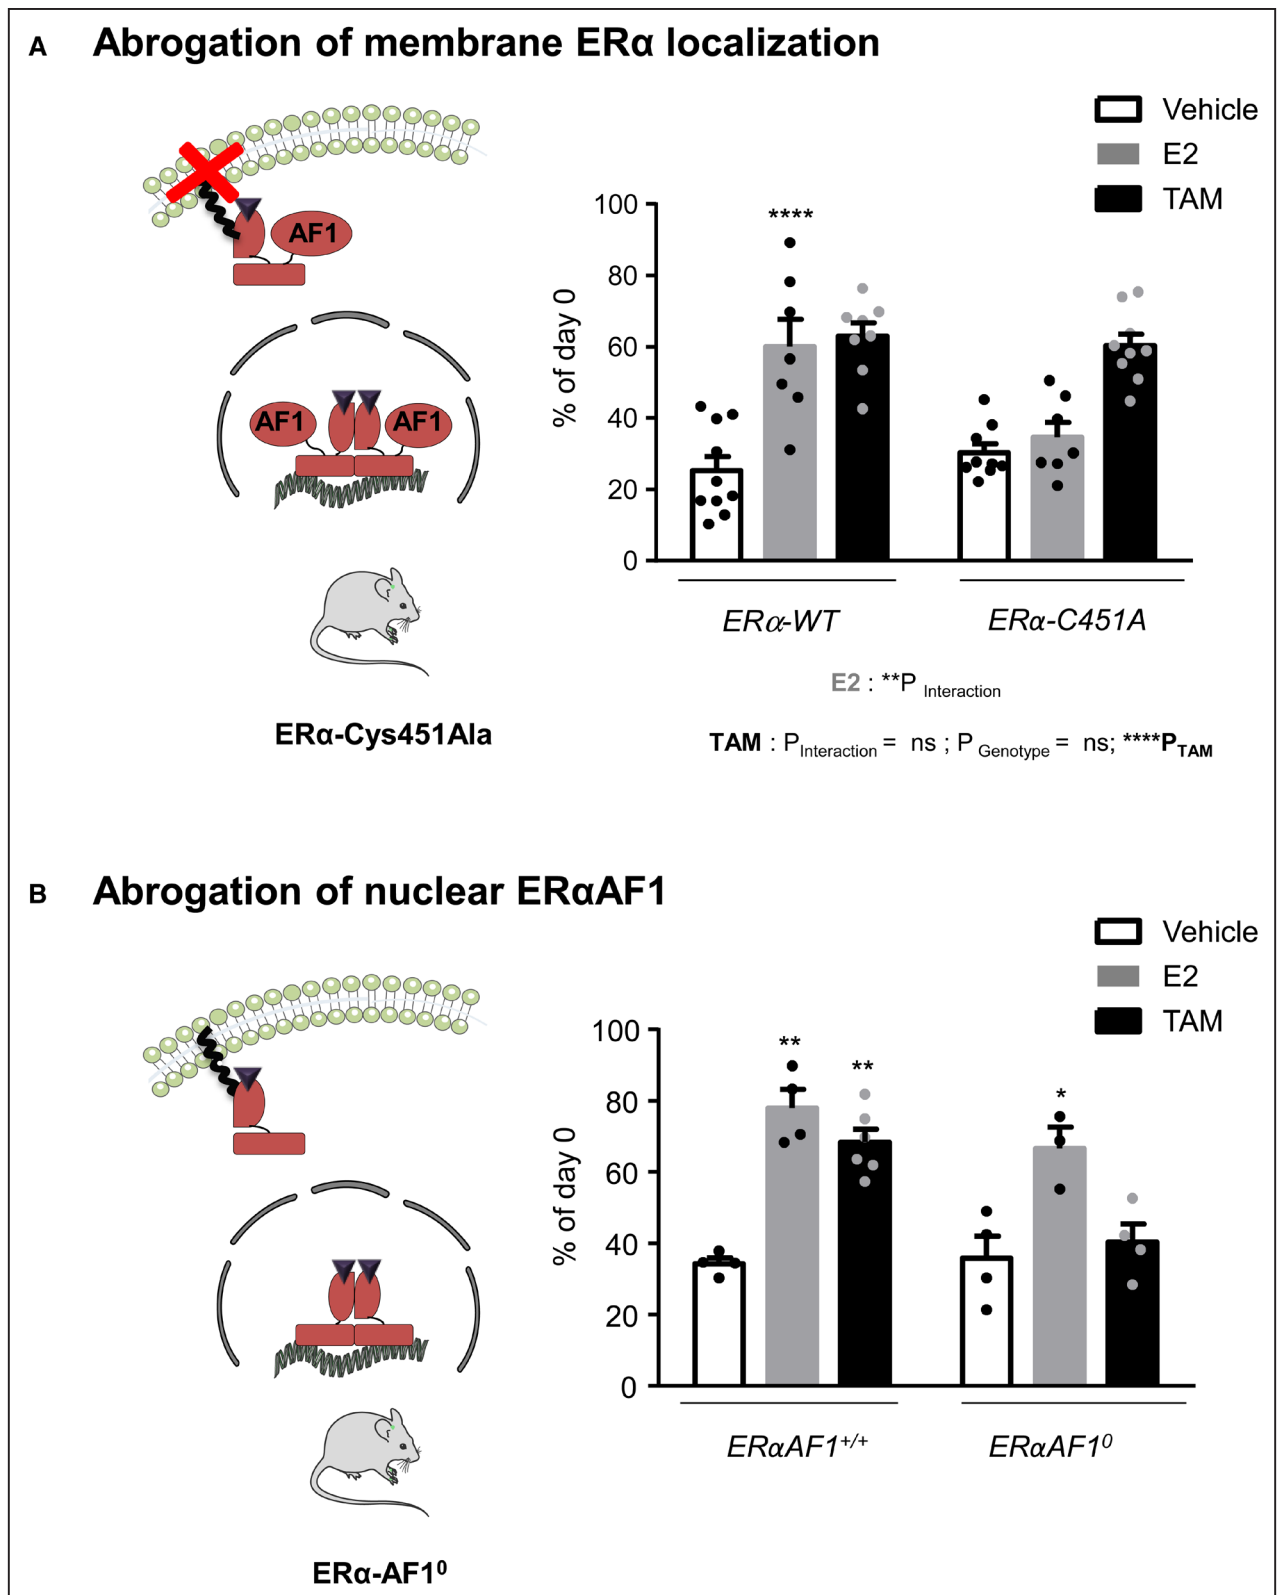 A Abrogation of membrane ERα localization
Vehicle
E2
TAM
AF1
AF1
AF1
% of day 0
100
80
60
40
20
0
****
ERα-WT
ERα-C451A
E2 : **P Interaction
TAM : PInteraction = ns ; P Genotype = ns; ****PTAM
ERα-Cys451Ala
B Abrogation of nuclear ERαAF1
Vehicle
E2
TAM
% of day 0
100
80
60
40
20
0
**
**
*
ERαAF1+/+
ERαAF10
ERα-AF10